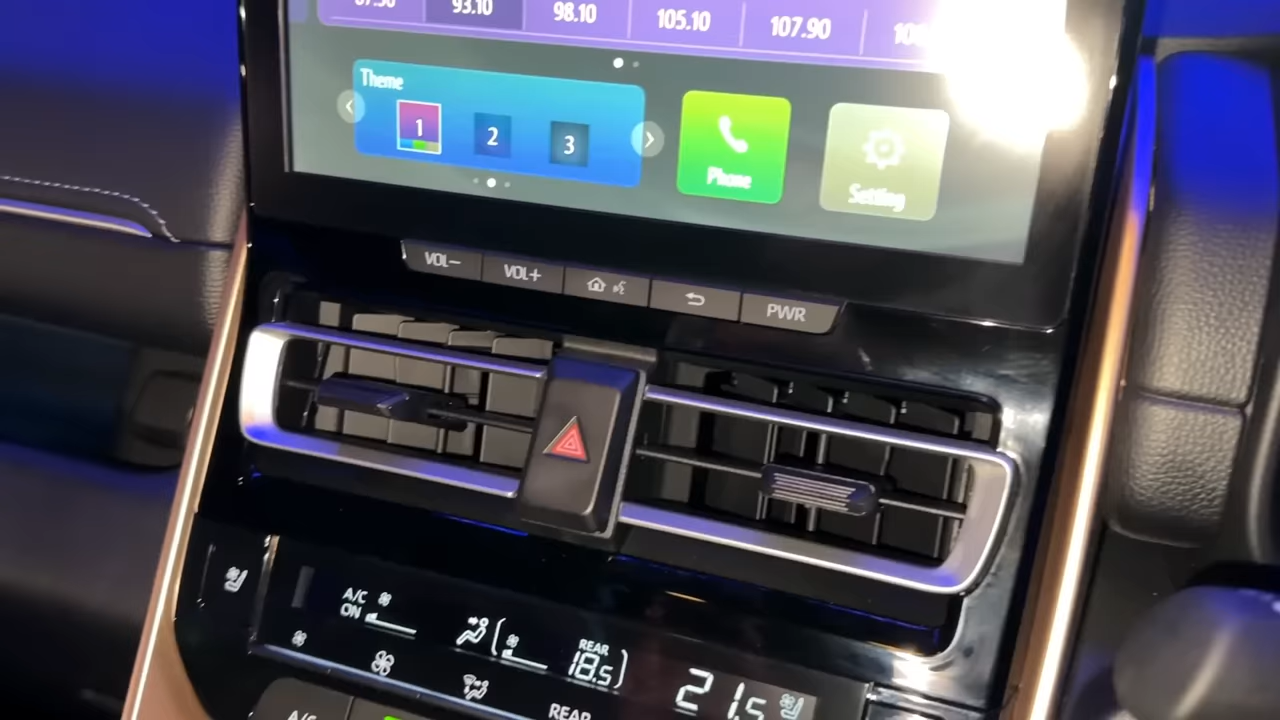 93.10 98.10 105.10 107.90
Theme
1 2 3
Phone
Setting
VOL− VOL+ PWR
A/C
ON
REAR
18.5
21.5
REAR
A/C